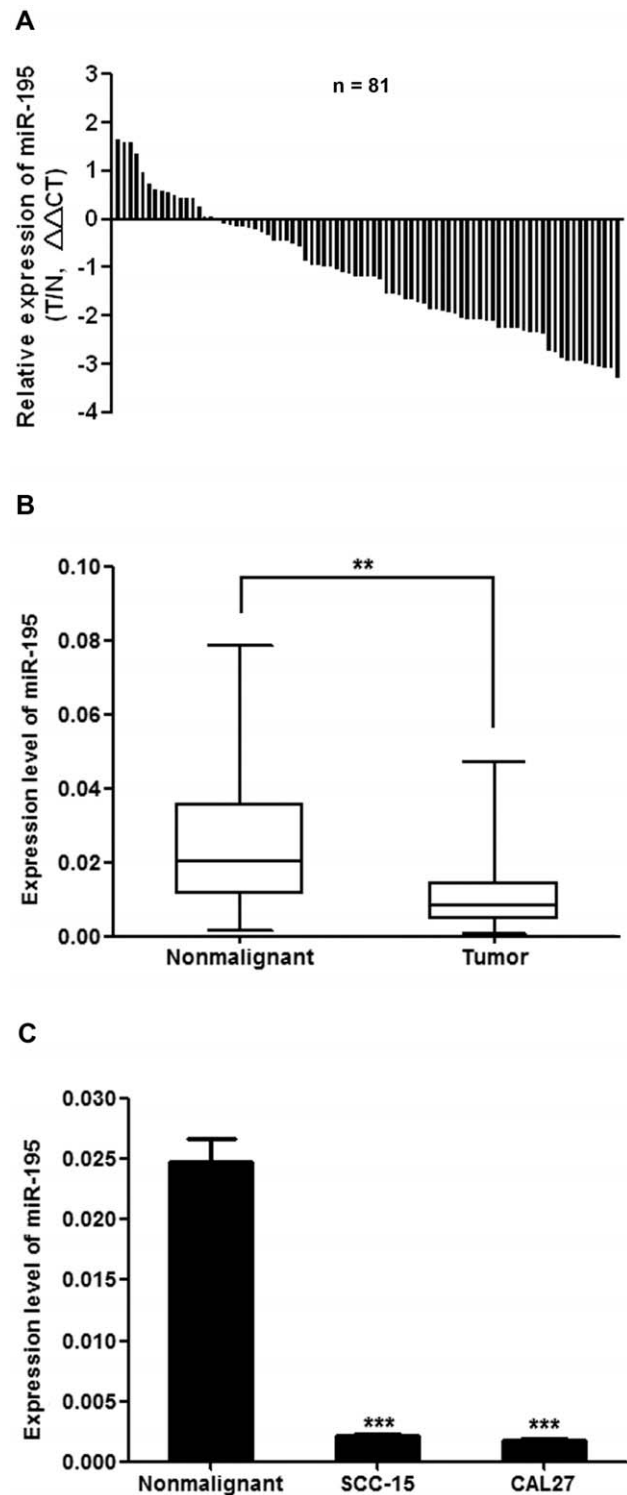 A
Relative expression of miR-195
(T/N, △△CT)
n = 81
3
2
1
0
-1
-2
-3
-4
B
Expression level of miR-195
0.10
0.08
0.06
0.04
0.02
0.00
**
Nonmalignant
Tumor
C
Expression level of miR-195
0.030
0.025
0.020
0.015
0.010
0.005
0.000
***
***
Nonmalignant
SCC-15
CAL27